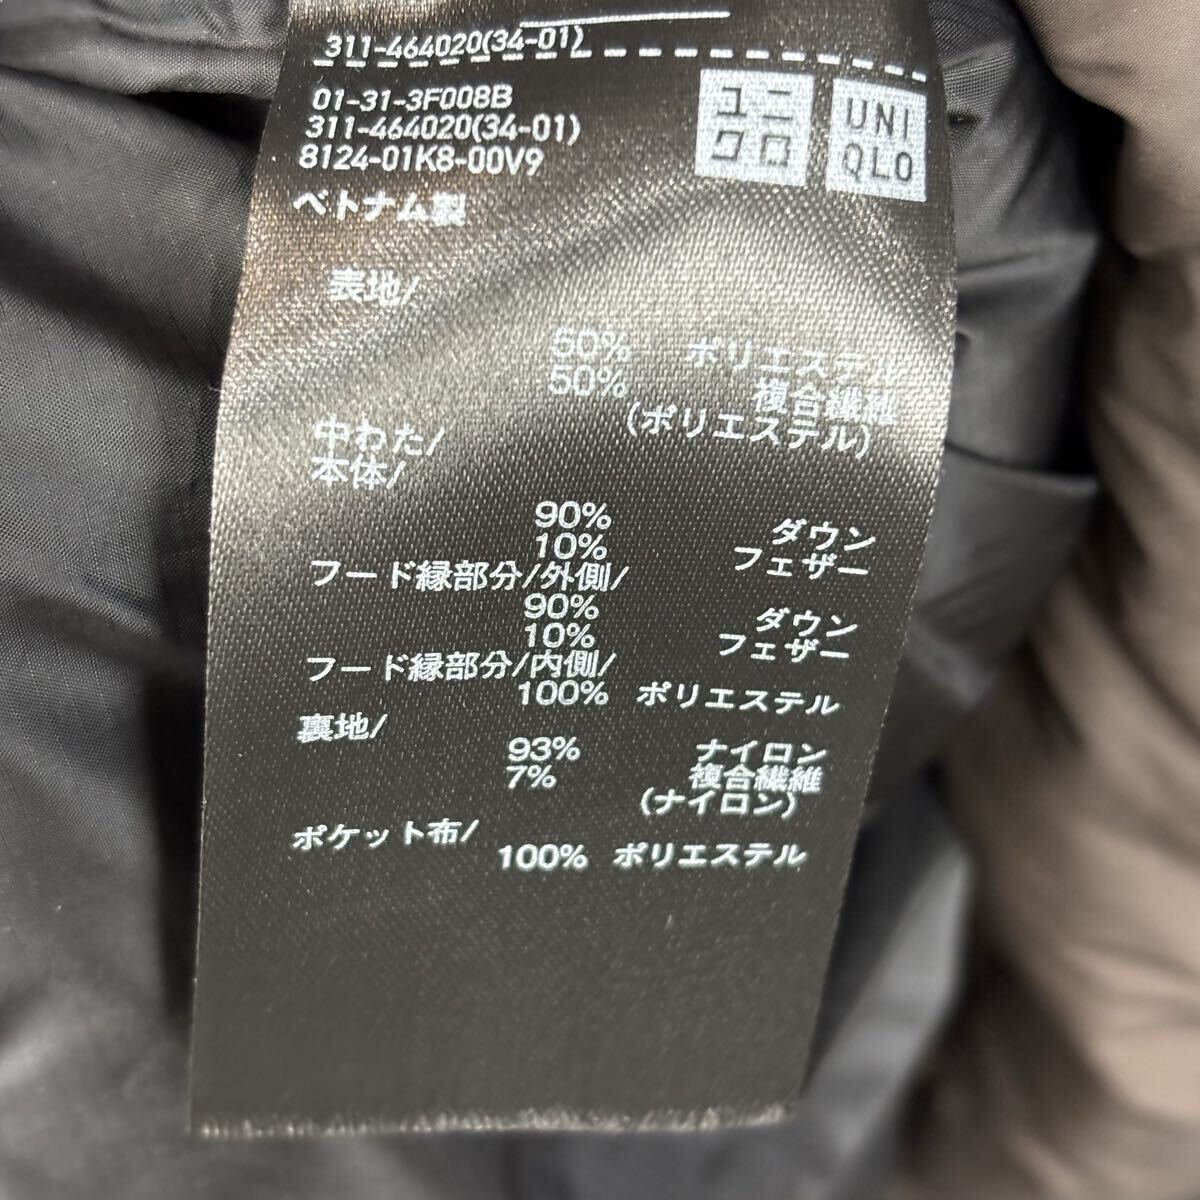 311-464020(34-01)
01-31-3F008B
311-464020(34-01)
8124-01K8-00V9
ユニ
クロ
UNI
QLO
ベトナム製
表地/
50% ポリエステル
50% 複合繊維
(ポリエステル)
中わた/
本体/
90% ダウン
10% フェザー
フード縁部分/外側/
90% ダウン
10% フェザー
フード縁部分/内側/
100% ポリエステル
裏地/
93% ナイロン
7% 複合繊維
(ナイロン)
ポケット布/
100% ポリエステル